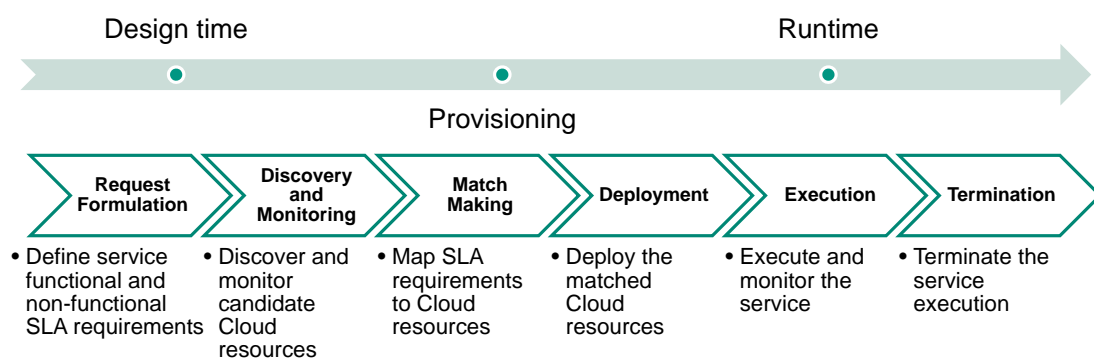 Design time
Runtime
Provisioning
Request
Formulation
Discovery
and
Monitoring
Match
Making
Deployment
Execution
Termination
• Define service
functional and
non-functional
SLA requirements
• Discover and
monitor
candidate
Cloud
resources
• Map SLA
requirements
to Cloud
resources
• Deploy the
matched
Cloud
resources
• Execute and
monitor the
service
• Terminate the
service
execution